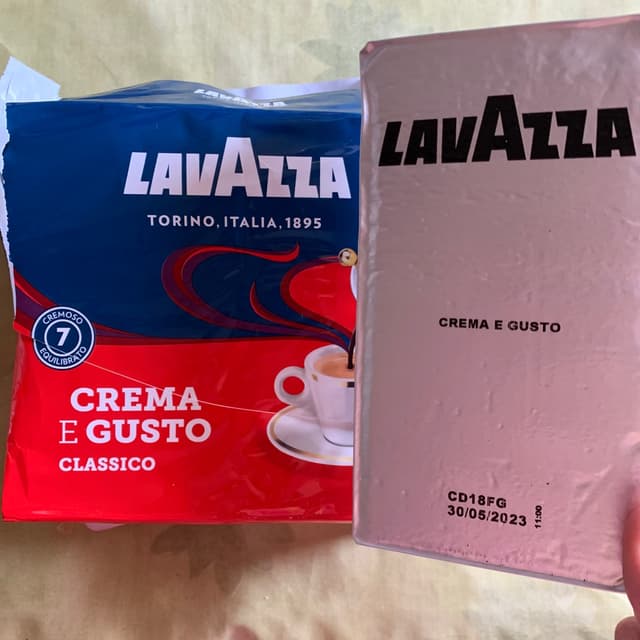 LAVAZZA
LAVAZZA
TORINO, ITALIA, 1895
CREMOSO
7
EQUILIBRATO
CREMA
E GUSTO
CLASSICO
LAVAZZA
CREMA E GUSTO
CD18FG
30/05/2023 11:00